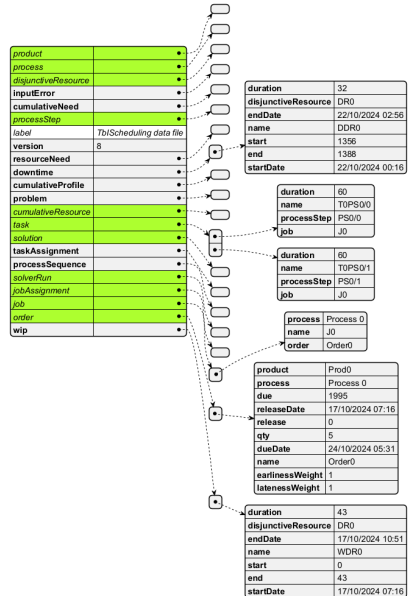 product
process
disjunctiveResource
inputError
cumulativeNeed
processStep
label TblScheduling data file
version 8
resourceNeed
downtime
cumulativeProfile
problem
cumulativeResource
task
solution
taskAssignment
processSequence
solverRun
jobAssignment
job
order
wip
duration 32
disjunctiveResource DR0
endDate 22/10/2024 02:56
name DDR0
start 1356
end 1388
startDate 22/10/2024 00:16
duration 60
name T0PS0/0
processStep PS0/0
job J0
duration 60
name T0PS0/1
processStep PS0/1
job J0
process Process 0
name J0
order Order0
product Prod0
process Process 0
due 1995
releaseDate 17/10/2024 07:16
release 0
qty 5
dueDate 24/10/2024 05:31
name Order0
earlinessWeight 1
latenessWeight 1
duration 43
disjunctiveResource DR0
endDate 17/10/2024 10:51
name WDR0
start 0
end 43
startDate 17/10/2024 07:16